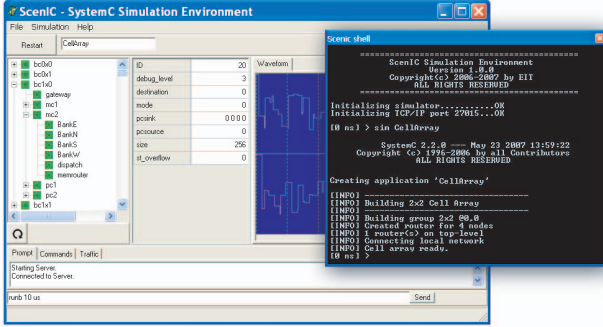 ScenIC - SystemC Simulation Environment
File Simulation Help
Restart CellArray
bc0x0
bc0x1
bc1x0
gateway
mc1
mc2
BankE
BankN
BankS
BankW
dispatch
memrouter
pc1
pc2
bc1x1
ID 20
debug_level 3
destination 0
mode 0
pcsink 0 0 0 0
pcsource 0
size 256
st_overflow 0
Waveform
Prompt Commands Traffic
Starting Server.
Connected to Server.
runb 10 us
Send
Scenic shell
==========================================
ScenIC Simulation Environment
Version 1.0.0
Copyright(c) 2006-2007 by EIT
ALL RIGHTS RESERVED
==========================================
Initializing simulator..........OK
Initializing TCP/IP port 27015...OK
[0 ns] > sim CellArray
SystemC 2.2.0 --- May 23 2007 13:59:22
Copyright (c) 1996-2006 by all Contributors
ALL RIGHTS RESERVED
Creating application 'CellArray'
[INFO] -----------------------------
[INFO] Building 2x2 Cell Array
[INFO] -----------------------------
[INFO] Building group 2x2 @0,0
[INFO] Created router for 4 nodes
[INFO] 1 router(s) on top-level
[INFO] Connecting local network
[INFO] Cell array ready.
[0 ns] >